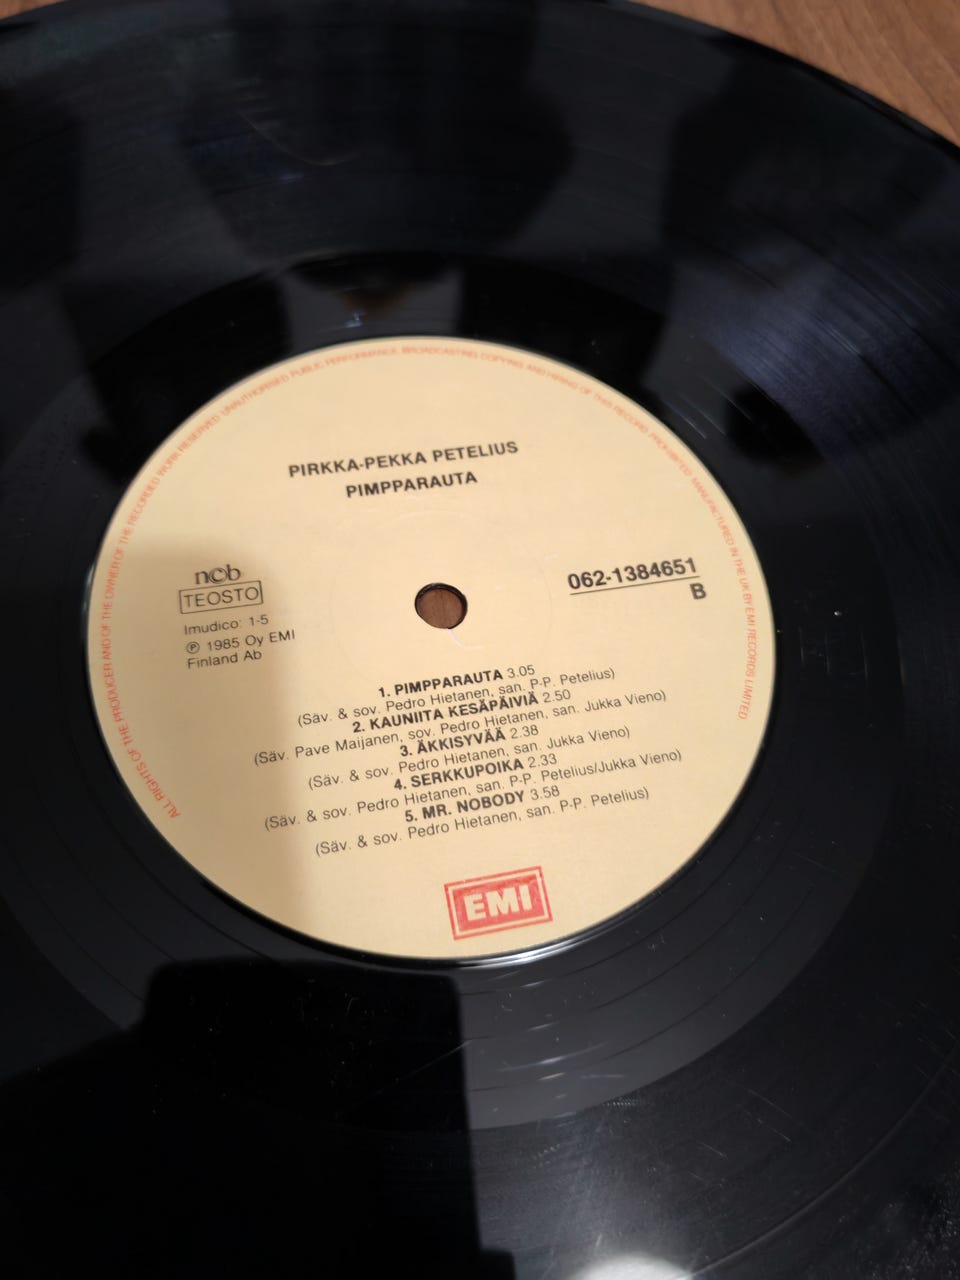 PIRKKA-PEKKA PETELIUS
PIMPPARAUTA
ncb
TEOSTO
Imudico: 1-5
℗ 1985 Oy EMI
Finland Ab
062-1384651
B
1. PIMPPARAUTA 3.05
(Säv. & sov. Pedro Hietanen, san. P-P. Petelius)
2. KAUNIITA KESÄPÄIVIÄ 2.50
(Säv. Pave Maijanen, sov. Pedro Hietanen, san. Jukka Vieno)
3. ÄKKISYVÄÄ 2.38
(Säv. & sov. Pedro Hietanen, san. Jukka Vieno)
4. SERKKUPOIKA 2.33
(Säv. & sov. Pedro Hietanen, san. P-P. Petelius/Jukka Vieno)
5. MR. NOBODY 3.58
(Säv. & sov. Pedro Hietanen, san. P-P. Petelius)
EMI
ALL RIGHTS OF THE PRODUCER AND OF THE OWNER OF THE RECORDED WORK RESERVED UNAUTHORISED PUBLIC PERFORMANCE BROADCASTING COPYING AND HIRING OF THIS RECORD PROHIBITED MANUFACTURED IN THE UK BY EMI RECORDS LIMITED